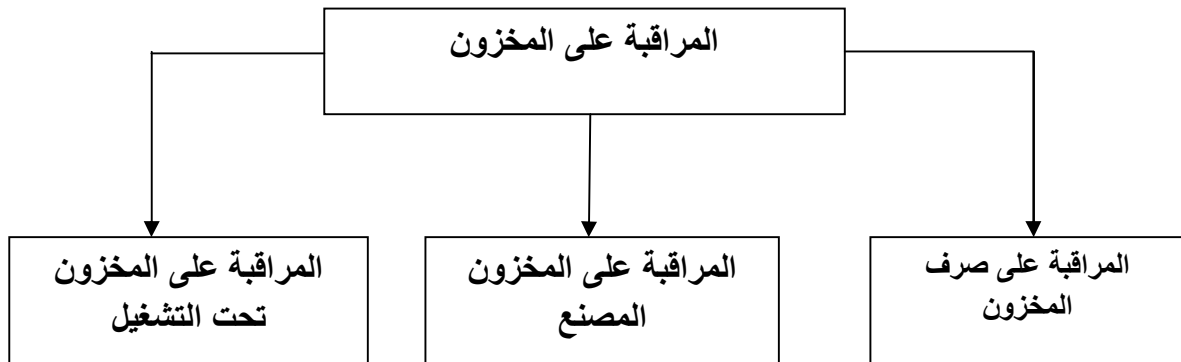 المراقبة على المخزون
المراقبة على صرف
المخزون
المراقبة على المخزون
المصنع
المراقبة على المخزون
تحت التشغيل